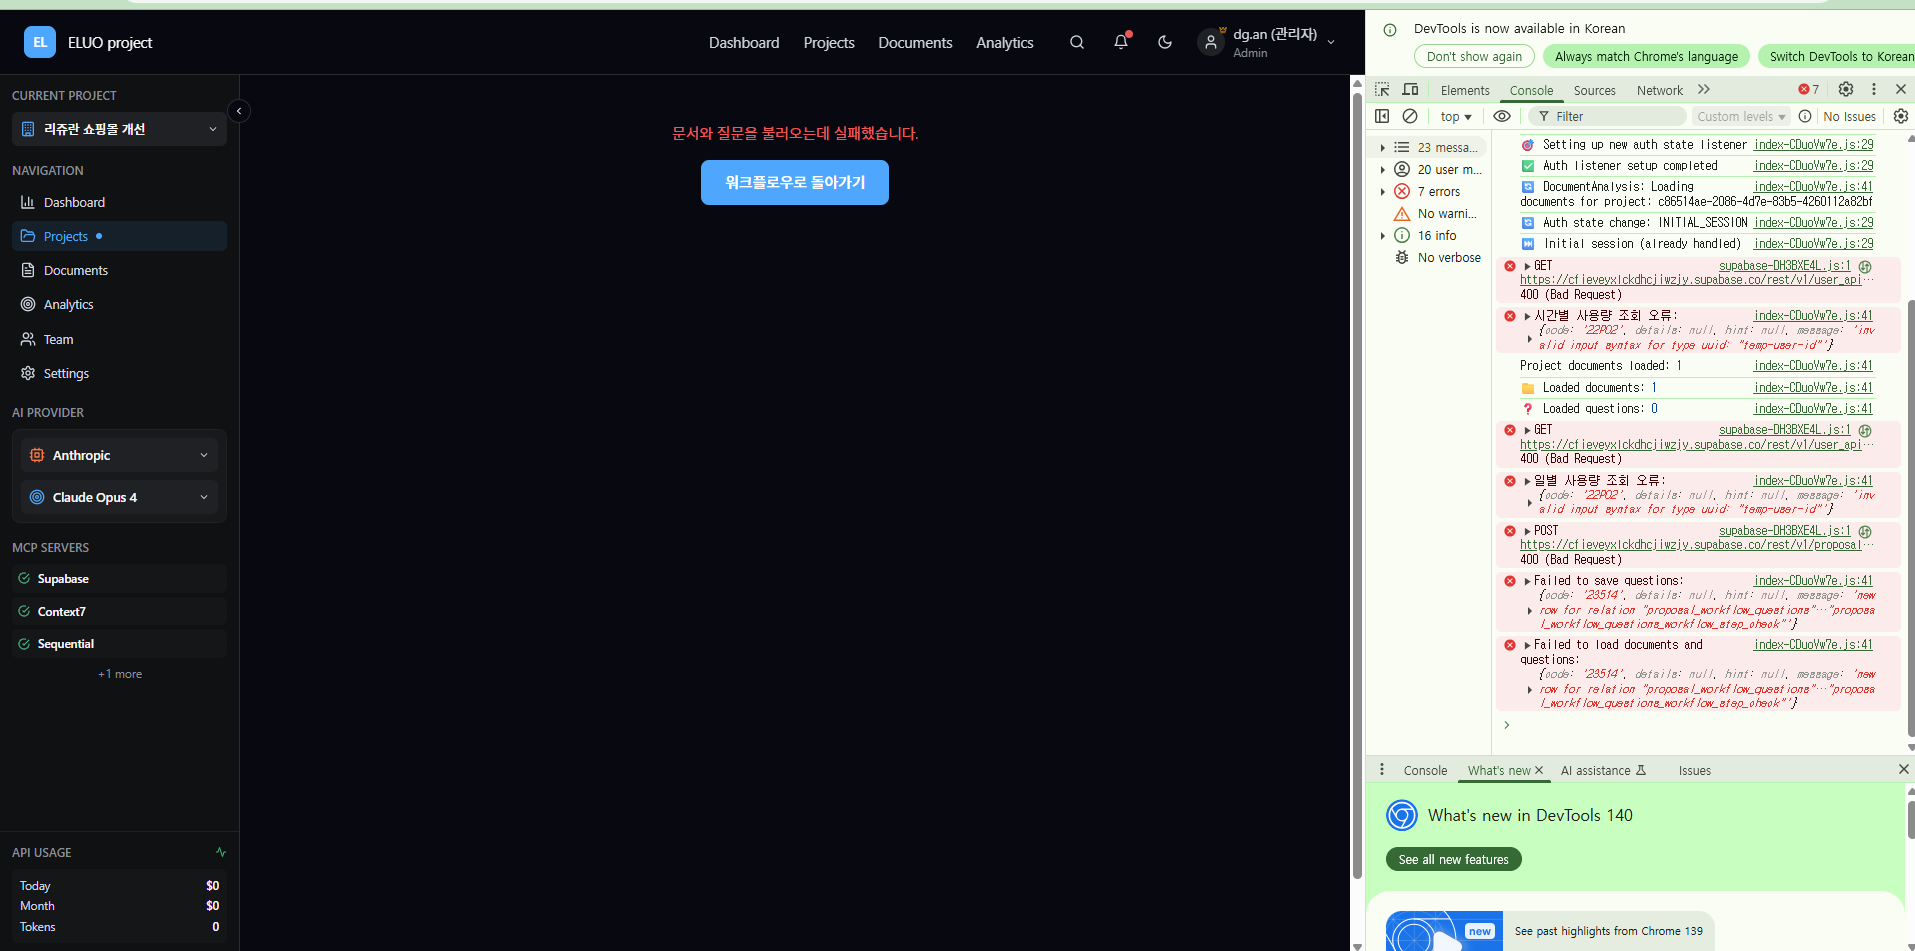 EL
ELUO project
Dashboard
Projects
Documents
Analytics
dg.an (관리자)
Admin
CURRENT PROJECT
리쥬란 쇼핑몰 개선
NAVIGATION
Dashboard
Projects
Documents
Analytics
Team
Settings
AI PROVIDER
Anthropic
Claude Opus 4
MCP SERVERS
Supabase
Context7
Sequential
+1 more
API USAGE
Today $0
Month $0
Tokens 0
문서와 질문을 불러오는데 실패했습니다.
워크플로우로 돌아가기
DevTools is now available in Korean
Don't show again
Always match Chrome's language
Switch DevTools to Korean
Elements
Console
Sources
Network
7
top
Filter
Custom levels
No Issues
23 messa...
20 user m...
7 errors
No warni...
16 info
No verbose
Setting up new auth state listener index-CDuoVw7e.js:29
Auth listener setup completed index-CDuoVw7e.js:29
DocumentAnalysis: Loading index-CDuoVw7e.js:41
documents for project: c86514ae-2086-4d7e-83b5-4260112a82bf
Auth state change: INITIAL_SESSION index-CDuoVw7e.js:29
Initial session (already handled) index-CDuoVw7e.js:29
GET supabase-DH3BXE4L.js:1
https://cfieveyxlckdhcjiwzjy.supabase.co/rest/v1/user_api…
400 (Bad Request)
시간별 사용량 조회 오류: index-CDuoVw7e.js:41
{code: '22P02', details: null, hint: null, message: 'inv
alid input syntax for type uuid: "temp-user-id"'}
Project documents loaded: 1 index-CDuoVw7e.js:41
Loaded documents: 1 index-CDuoVw7e.js:41
Loaded questions: 0 index-CDuoVw7e.js:41
GET supabase-DH3BXE4L.js:1
https://cfieveyxlckdhcjiwzjy.supabase.co/rest/v1/user_api…
400 (Bad Request)
일별 사용량 조회 오류: index-CDuoVw7e.js:41
{code: '22P02', details: null, hint: null, message: 'inv
alid input syntax for type uuid: "temp-user-id"'}
POST supabase-DH3BXE4L.js:1
https://cfieveyxlckdhcjiwzjy.supabase.co/rest/v1/proposal…
400 (Bad Request)
Failed to save questions: index-CDuoVw7e.js:41
{code: '23514', details: null, hint: null, message: 'new
row for relation "proposal_workflow_questions"…"proposa
l_workflow_questions_workflow_step_check"'}
Failed to load documents and index-CDuoVw7e.js:41
questions:
{code: '23514', details: null, hint: null, message: 'new
row for relation "proposal_workflow_questions"…"proposa
l_workflow_questions_workflow_step_check"'}
Console
What's new
AI assistance
Issues
What's new in DevTools 140
See all new features
new
See past highlights from Chrome 139